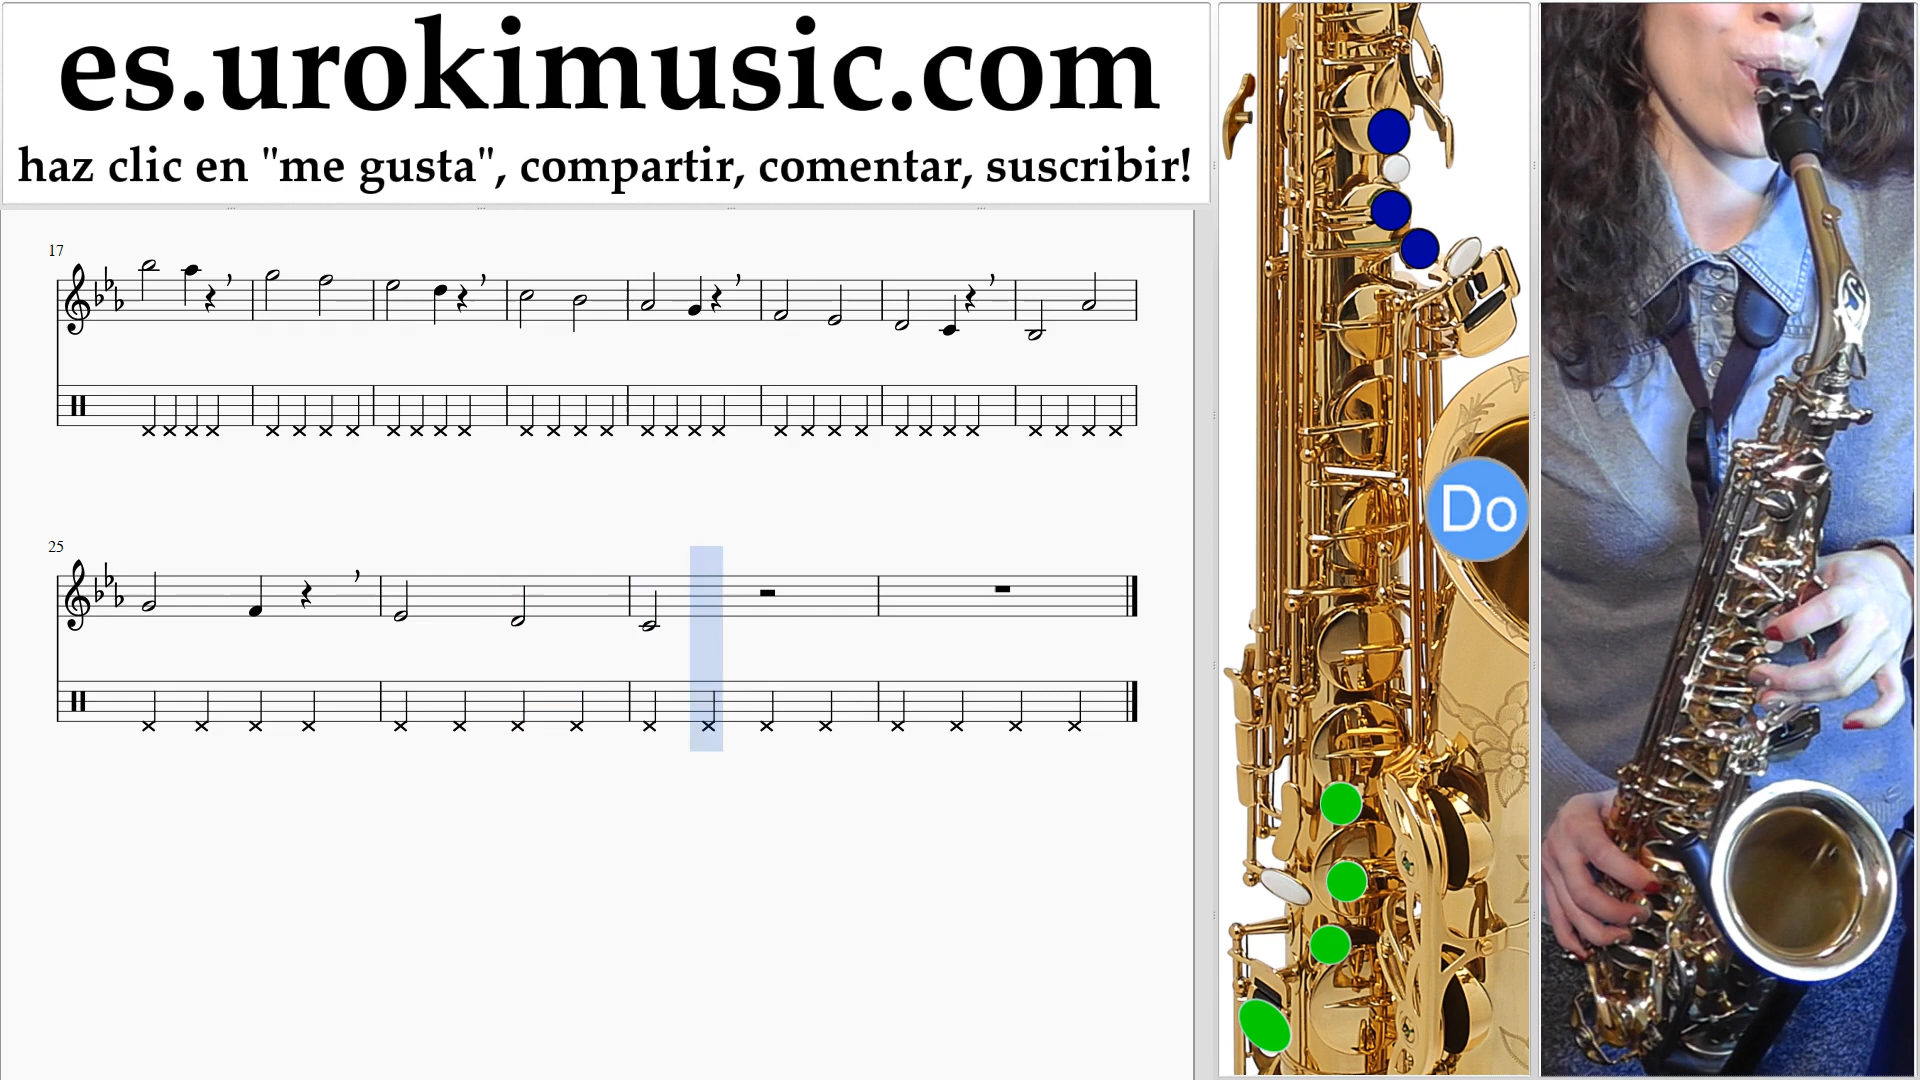 es.urokimusic.com
haz clic en "me gusta", compartir, comentar, suscribir!
17
25
Do